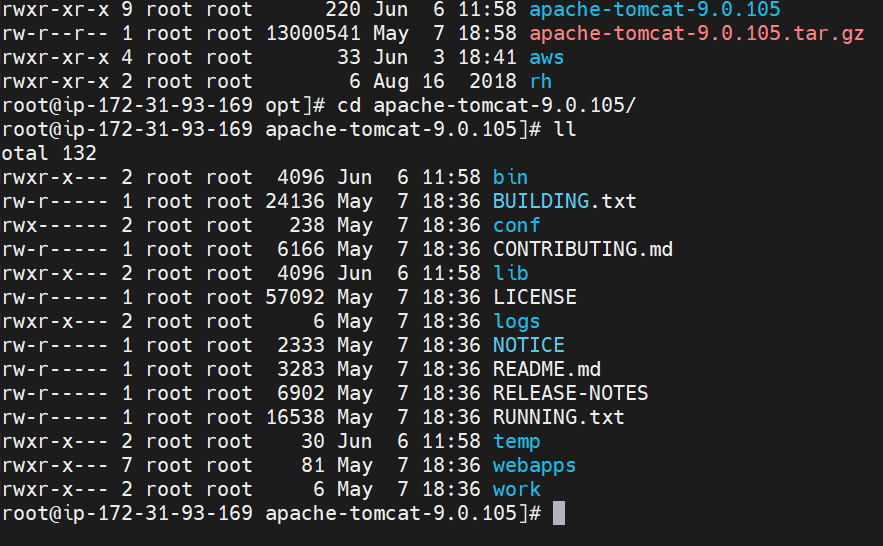 rwxr-xr-x 9 root root      220 Jun  6 11:58 apache-tomcat-9.0.105
rw-r--r-- 1 root root 13000541 May  7 18:58 apache-tomcat-9.0.105.tar.gz
rwxr-xr-x 4 root root       33 Jun  3 18:41 aws
rwxr-xr-x 2 root root        6 Aug 16  2018 rh
root@ip-172-31-93-169 opt]# cd apache-tomcat-9.0.105/
root@ip-172-31-93-169 apache-tomcat-9.0.105]# ll
otal 132
rwxr-x--- 2 root root  4096 Jun  6 11:58 bin
rw-r----- 1 root root 24136 May  7 18:36 BUILDING.txt
rwx------ 2 root root   238 May  7 18:36 conf
rw-r----- 1 root root  6166 May  7 18:36 CONTRIBUTING.md
rwxr-x--- 2 root root  4096 Jun  6 11:58 lib
rw-r----- 1 root root 57092 May  7 18:36 LICENSE
rwxr-x--- 2 root root     6 May  7 18:36 logs
rw-r----- 1 root root  2333 May  7 18:36 NOTICE
rw-r----- 1 root root  3283 May  7 18:36 README.md
rw-r----- 1 root root  6902 May  7 18:36 RELEASE-NOTES
rw-r----- 1 root root 16538 May  7 18:36 RUNNING.txt
rwxr-x--- 2 root root    30 Jun  6 11:58 temp
rwxr-x--- 7 root root    81 May  7 18:36 webapps
rwxr-x--- 2 root root     6 May  7 18:36 work
root@ip-172-31-93-169 apache-tomcat-9.0.105]#